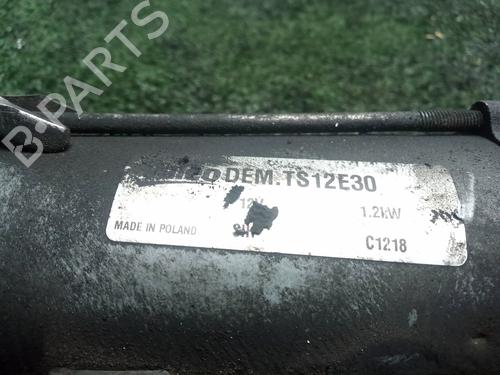 B-PARTS
DEM.TS12E30
12V 1.2kW
MADE IN POLAND
C1218